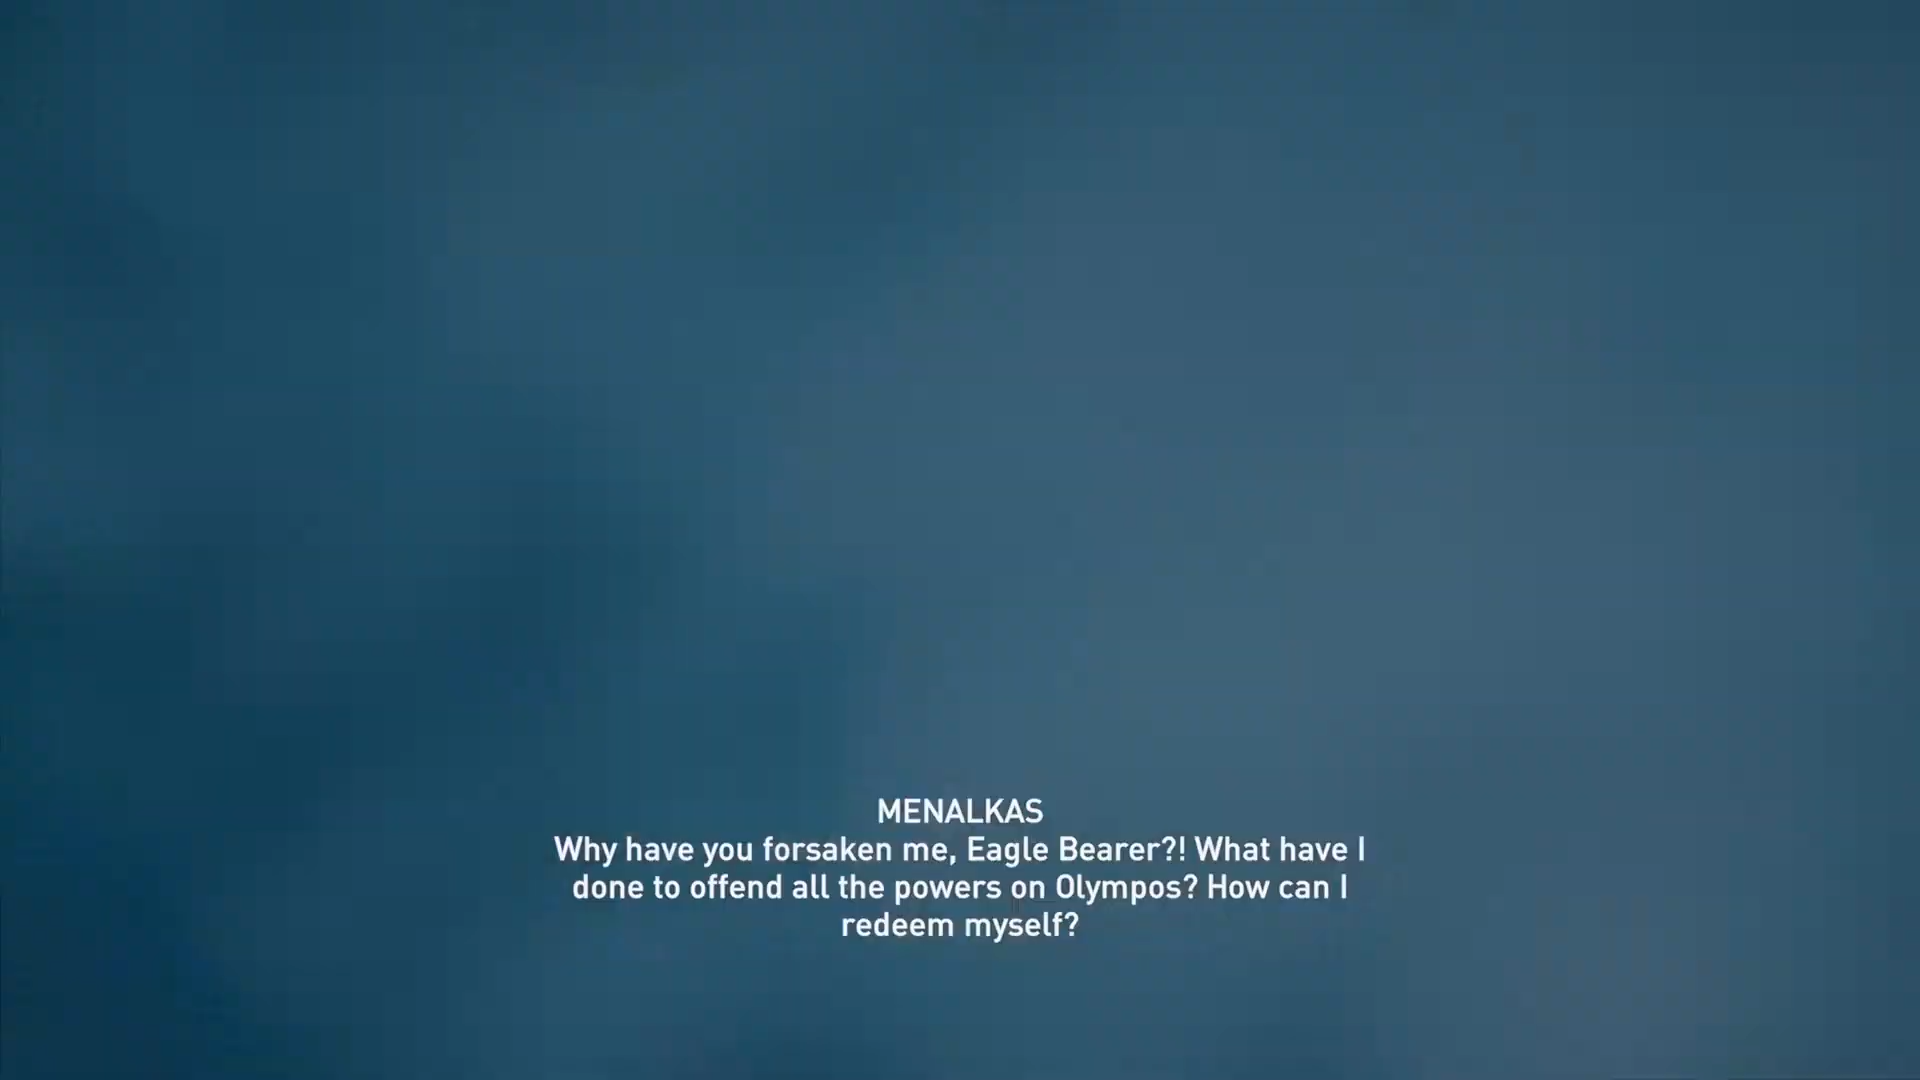 MENALKAS
Why have you forsaken me, Eagle Bearer?! What have I
done to offend all the powers on Olympos? How can I
redeem myself?